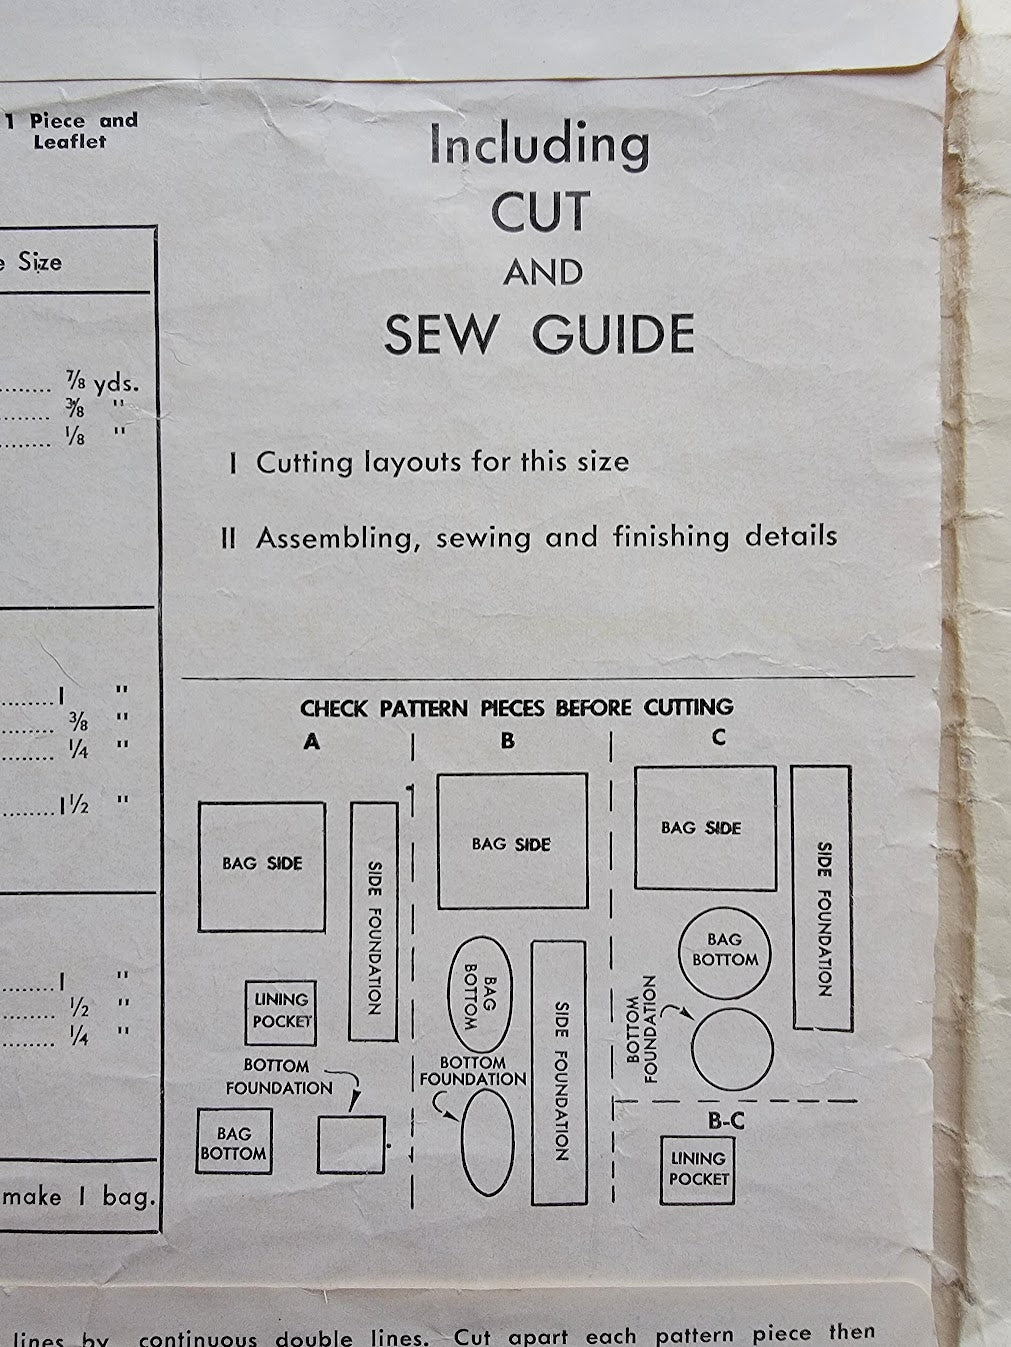 1 Piece and
Leaflet
Including
CUT
AND
SEW GUIDE
e Size
7/8 yds.
3/8 "
1/8 "
I Cutting layouts for this size
II Assembling, sewing and finishing details
1 "
3/8 "
1/4 "
1 1/2 "
1 "
1/2 "
1/4 "
make 1 bag.
CHECK PATTERN PIECES BEFORE CUTTING
A
BAG SIDE
SIDE FOUNDATION
LINING
POCKET
BOTTOM
FOUNDATION
BAG
BOTTOM
B
BAG SIDE
BAG
BOTTOM
BOTTOM
FOUNDATION
SIDE FOUNDATION
C
BAG SIDE
SIDE FOUNDATION
BAG
BOTTOM
BOTTOM
FOUNDATION
B-C
LINING
POCKET
lines by continuous double lines. Cut apart each pattern piece then